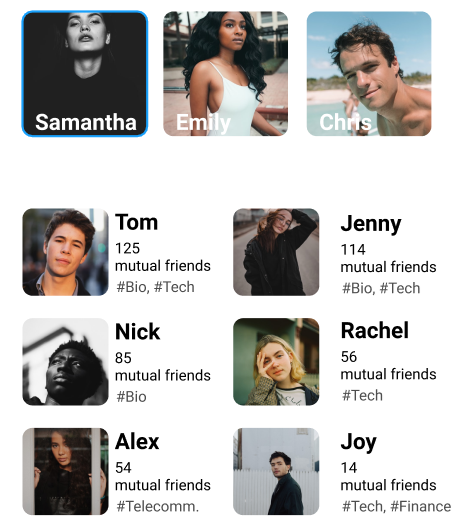 Samantha
Emily
Chris
Tom
125
mutual friends
#Bio, #Tech
Jenny
114
mutual friends
#Bio, #Tech
Nick
85
mutual friends
#Bio
Rachel
56
mutual friends
#Tech
Alex
54
mutual friends
#Telecomm.
Joy
14
mutual friends
#Tech, #Finance